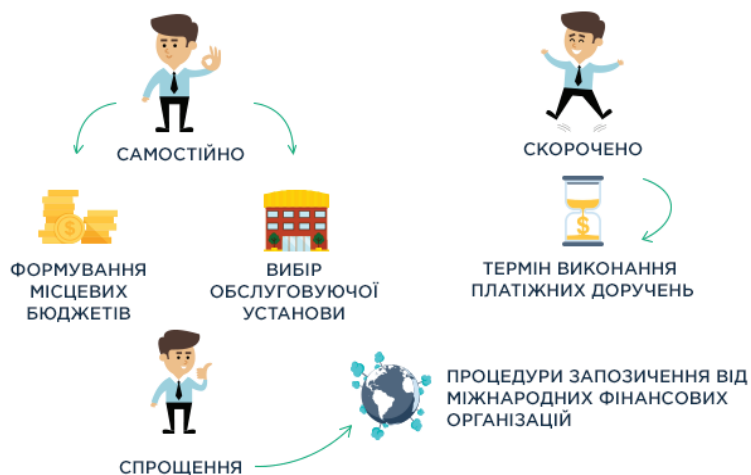 САМОСТІЙНО
СКОРОЧЕНО
ФОРМУВАННЯ
МІСЦЕВИХ
БЮДЖЕТІВ
ВИБІР
ОБСЛУГОВУЮЧОЇ
УСТАНОВИ
ТЕРМІН ВИКОНАННЯ
ПЛАТІЖНИХ ДОРУЧЕНЬ
СПРОЩЕННЯ
ПРОЦЕДУРИ ЗАПОЗИЧЕННЯ ВІД
МІЖНАРОДНИХ ФІНАНСОВИХ
ОРГАНІЗАЦІЙ